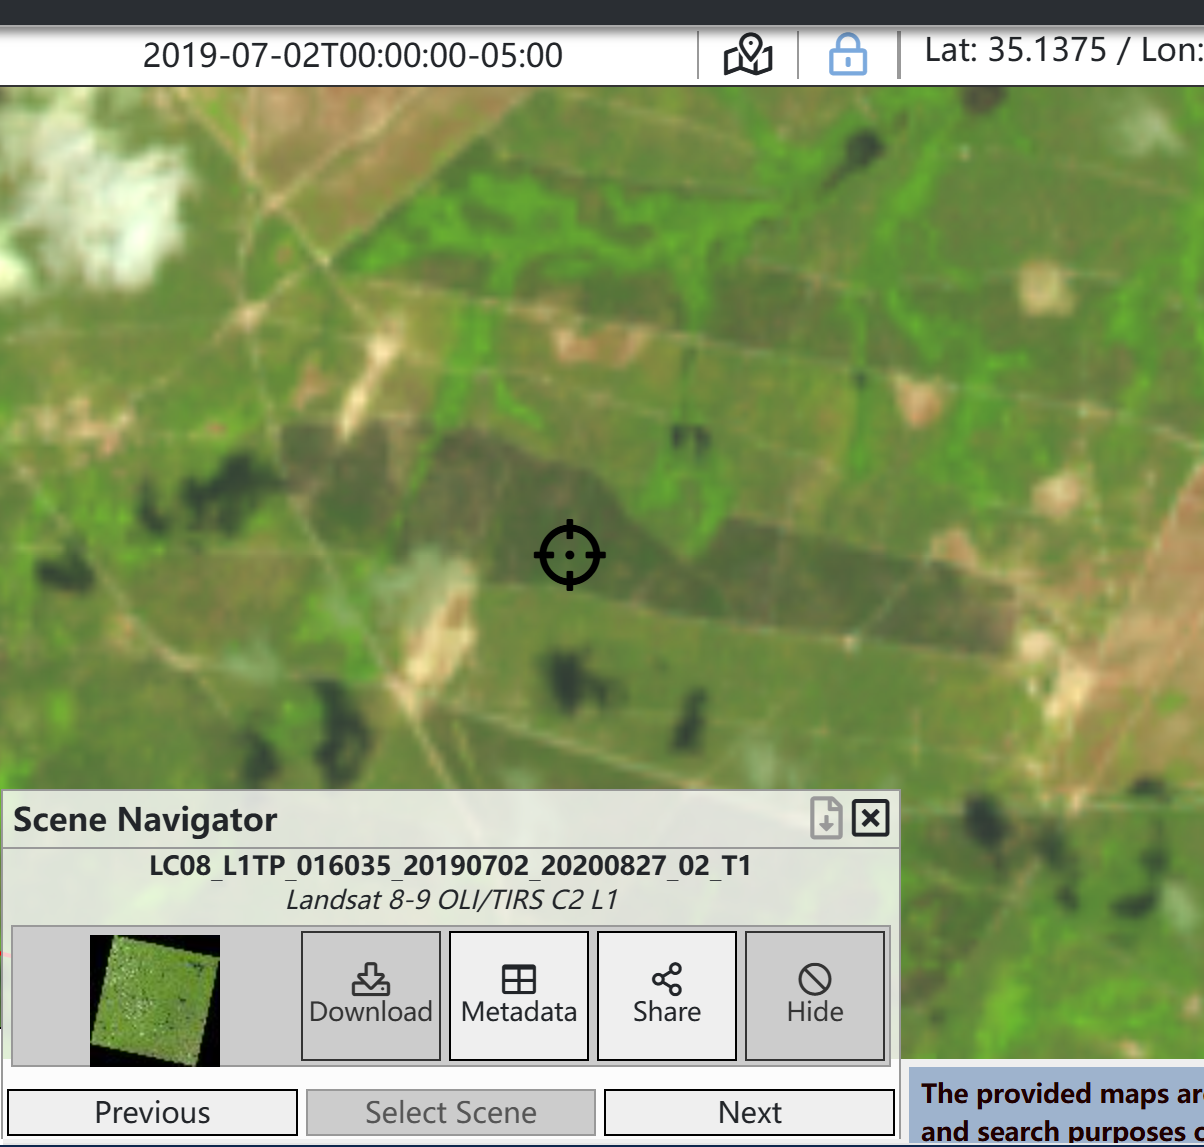 2019-07-02T00:00:00-05:00
Lat: 35.1375 / Lon:
Scene Navigator
LC08_L1TP_016035_20190702_20200827_02_T1
Landsat 8-9 OLI/TIRS C2 L1
Download Metadata Share Hide
Previous Select Scene Next
The provided maps
and search purposes